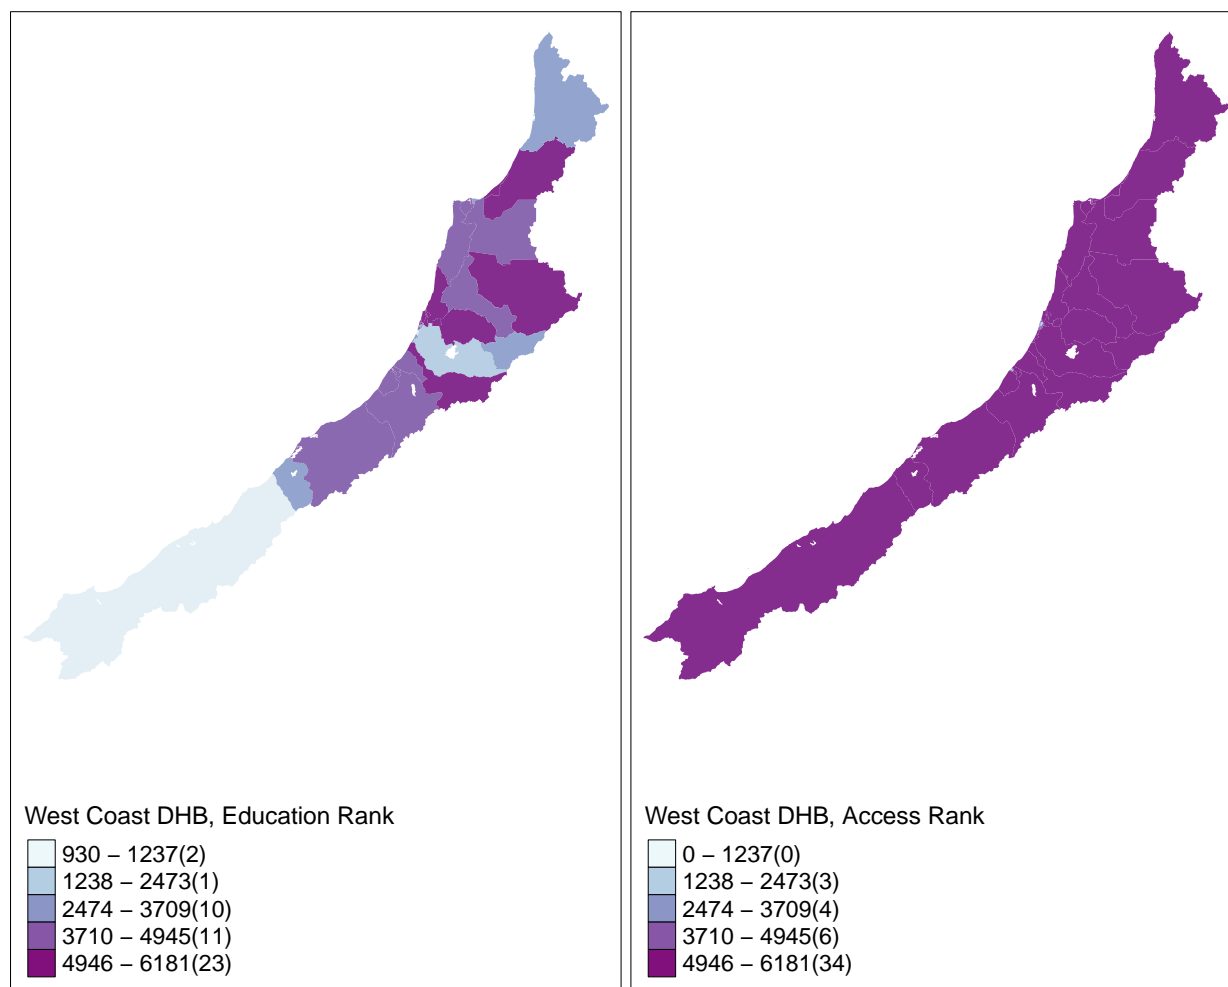 West Coast DHB, Education Rank
930 – 1237(2)
1238 – 2473(1)
2474 – 3709(10)
3710 – 4945(11)
4946 – 6181(23)
West Coast DHB, Access Rank
0 – 1237(0)
1238 – 2473(3)
2474 – 3709(4)
3710 – 4945(6)
4946 – 6181(34)